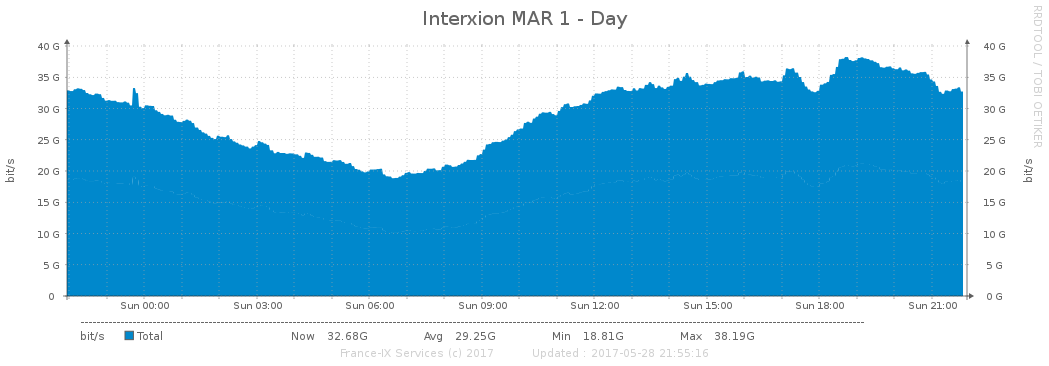 Interxion MAR 1 - Day
RRDTOOL / TOBI OETIKER
bit/s
bit/s
40 G 40 G
35 G 35 G
30 G 30 G
25 G 25 G
20 G 20 G
15 G 15 G
10 G 10 G
5 G 5 G
0 0 G
Sun 00:00 Sun 03:00 Sun 06:00 Sun 09:00 Sun 12:00 Sun 15:00 Sun 18:00 Sun 21:00
bit/s Total Now 32.68G Avg 29.25G Min 18.81G Max 38.19G
France-IX Services (c) 2017 Updated : 2017-05-28 21:55:16